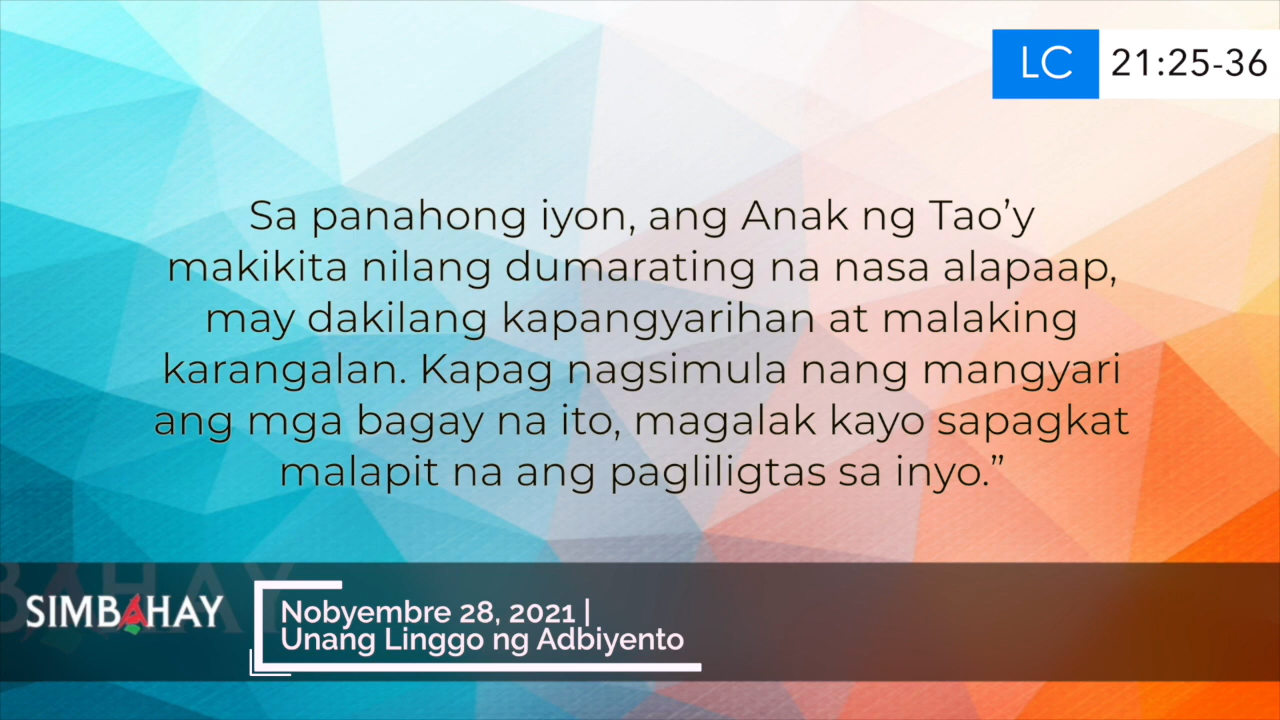 LC 21:25-36
Sa panahong iyon, ang Anak ng Tao’y
makikita nilang dumarating na nasa alapaap,
may dakilang kapangyarihan at malaking
karangalan. Kapag nagsimula nang mangyari
ang mga bagay na ito, magalak kayo sapagkat
malapit na ang pagliligtas sa inyo.”
SIMBAHAY
Nobyembre 28, 2021 |
Unang Linggo ng Adbiyento